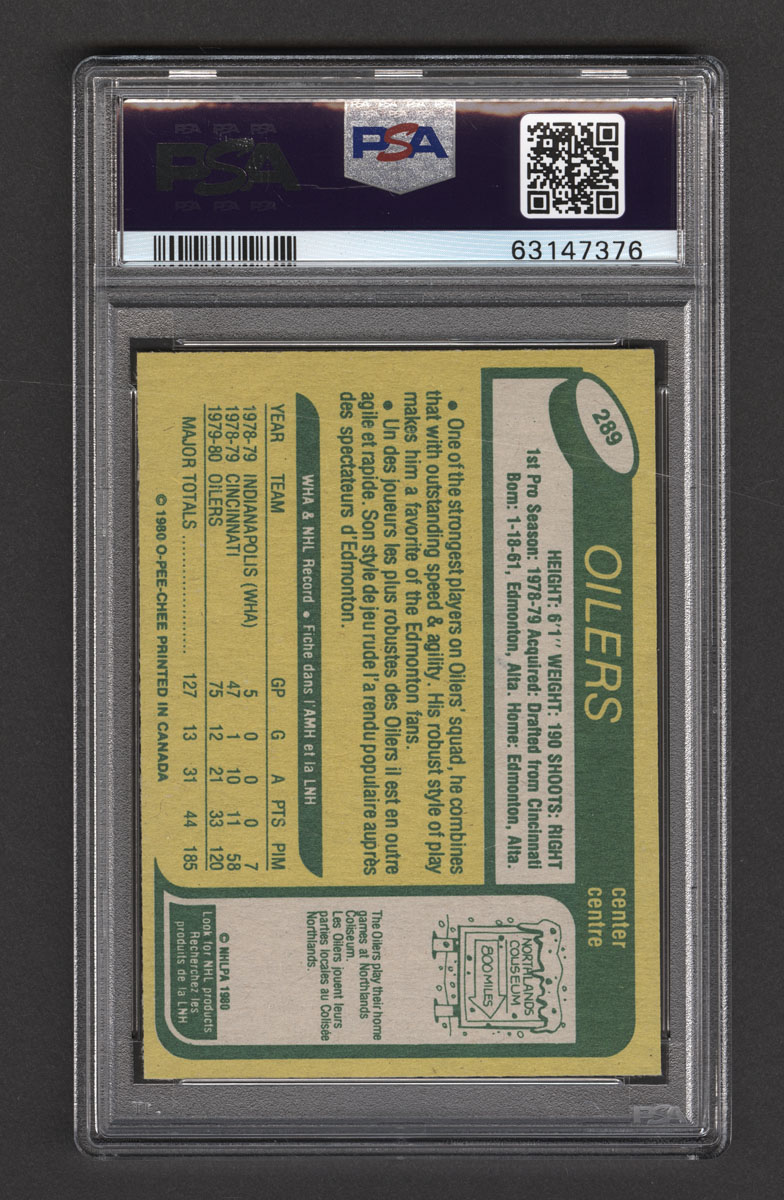 PSA
PSA
63147376
289
OILERS
center
centre
HEIGHT: 6'1" WEIGHT: 190 SHOOTS: RIGHT
1st Pro Season: 1978-79 Acquired: Drafted from Cincinnati
Born: 1-18-61, Edmonton, Alta. Home: Edmonton, Alta.
• One of the strongest players on Oilers' squad, he combines
that with outstanding speed & agility. His robust style of play
makes him a favorite of the Edmonton fans.
• Un des joueurs les plus robustes des Oilers il est en outre
agile et rapide. Son style de jeu rude l'a rendu populaire auprès
des spectateurs d'Edmonton.
WHA & NHL Record • Fiche dans l'AMH et la LNH
YEAR TEAM GP G A PTS PIM
1978-79 INDIANAPOLIS (WHA) 5 0 0 0 7
1978-79 CINCINNATI 47 1 10 11 58
1979-80 OILERS 75 12 21 33 120
MAJOR TOTALS 127 13 31 44 185
© 1980 O-PEE-CHEE PRINTED IN CANADA
NORTHLANDS
COLISEUM
800 MILES
The Oilers play their home
games at Northlands
Coliseum.
Les Oilers jouent leurs
parties locales au Colisée
Northlands.
© NHLPA 1980
Look for NHL products
Recherchez les
produits de la LNH
PSA